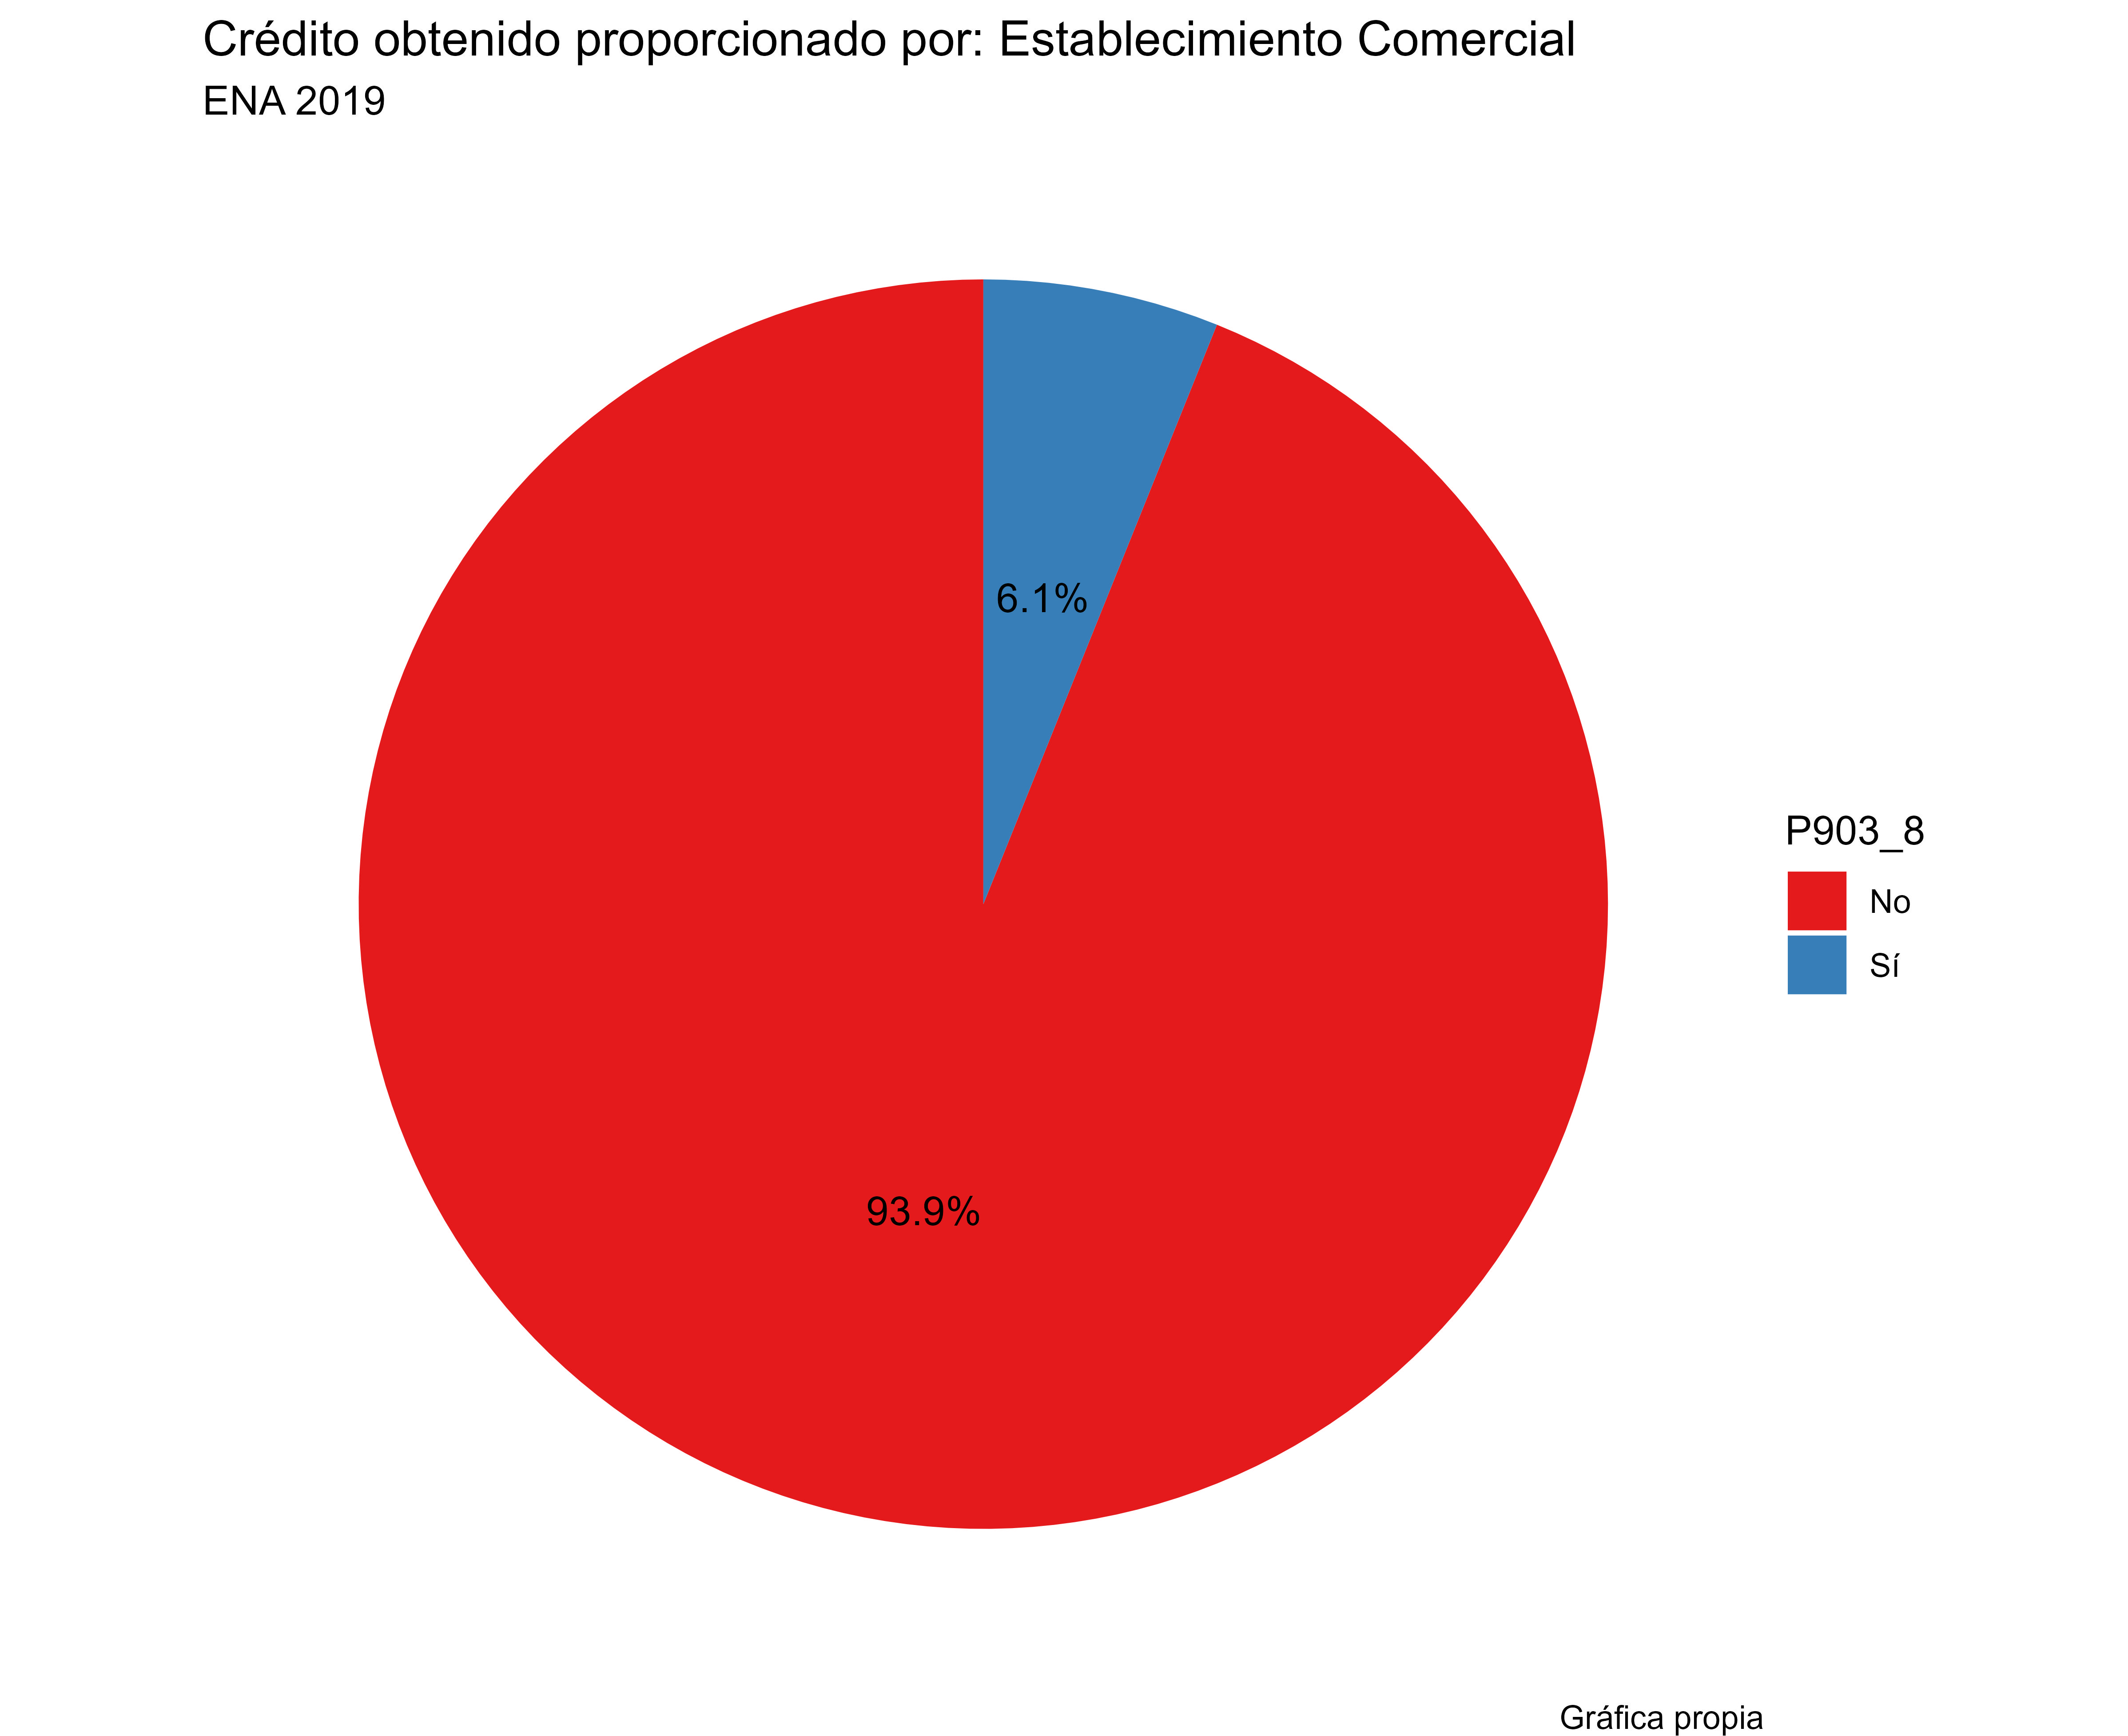 Crédito obtenido proporcionado por: Establecimiento Comercial
ENA 2019
6.1%
93.9%
P903_8
No
Sí
Gráfica propia